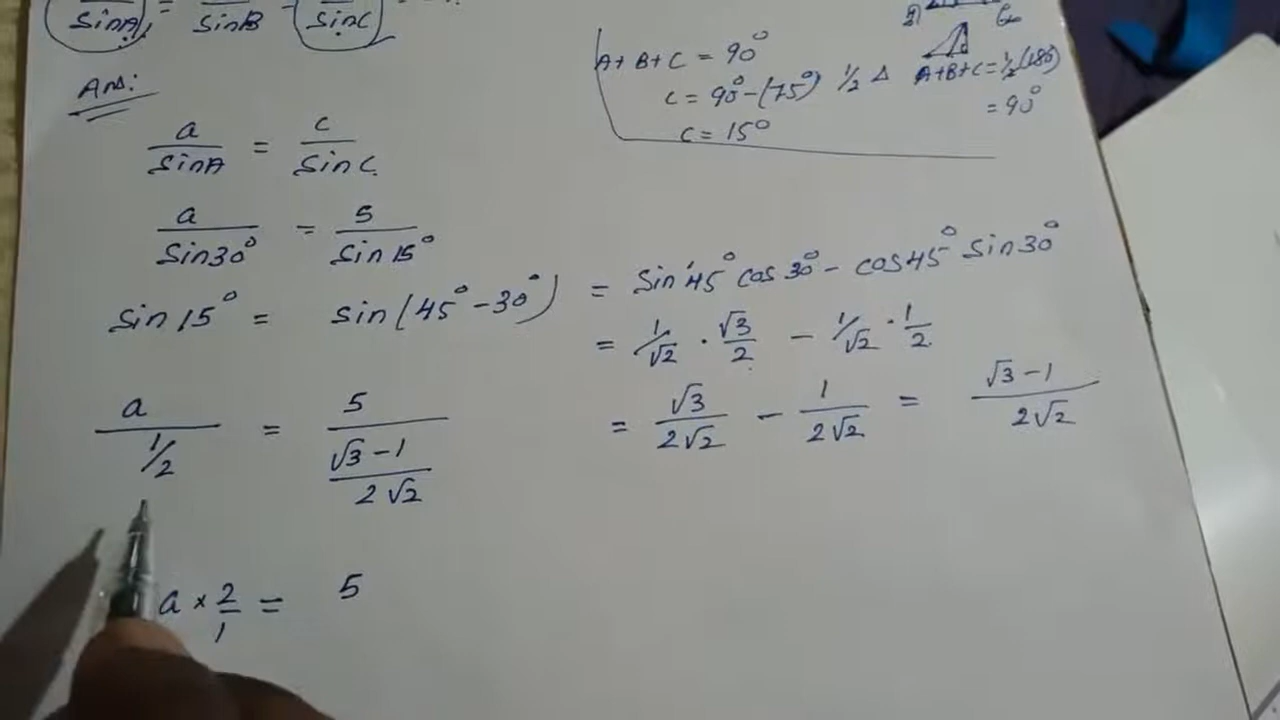 sinA, = sinB - sinC
A+B+C = 90°
C = 90° - (75°) 1/2 Δ A+B+C = 1/2(180)
= 90°
C = 15°
Ans:
a/sinA = c/sinC
a/sin30° = 5/sin15°
sin15° = sin(45° - 30°) = sin45° cos30° - cos45° sin30°
= 1/√2 · √3/2 - 1/√2 · 1/2
= √3/2√2 - 1/2√2 = √3-1/2√2
a/1/2 = 5/√3-1/2√2
a × 2/1 = 5